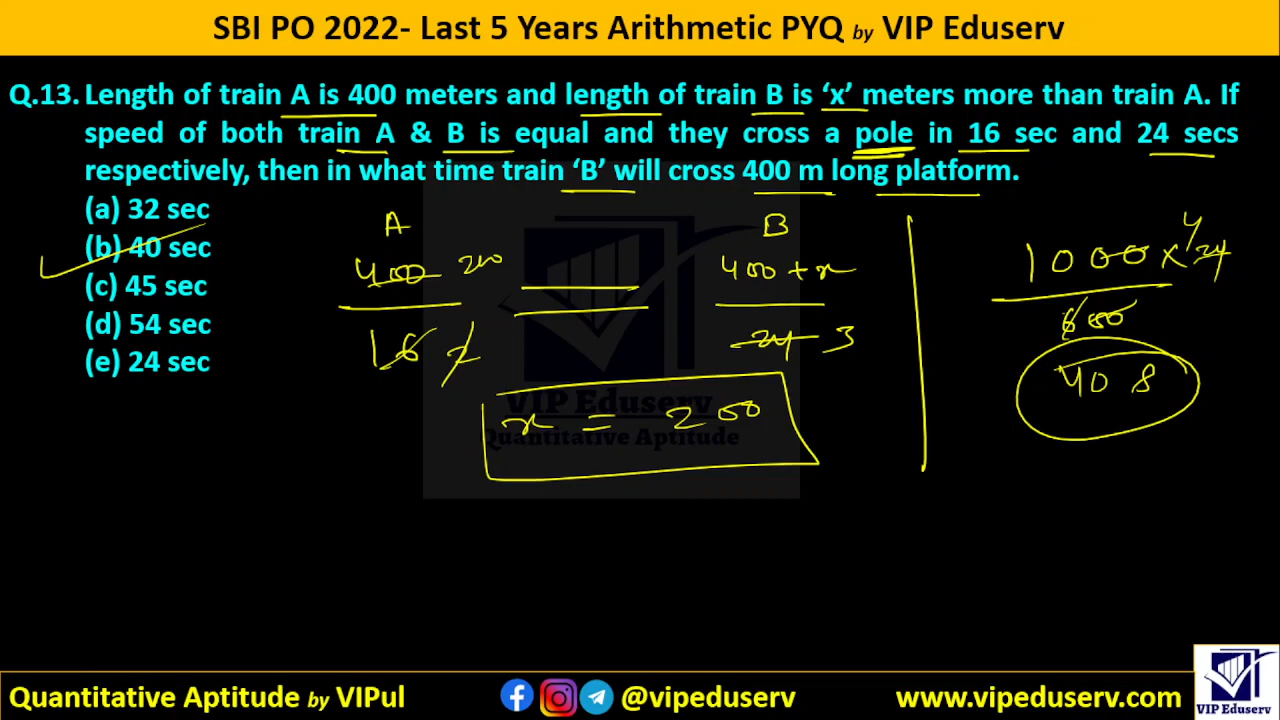 SBI PO 2022- Last 5 Years Arithmetic PYQ by VIP Eduserv
Q.13. Length of train A is 400 meters and length of train B is ‘x’ meters more than train A. If
speed of both train A & B is equal and they cross a pole in 16 sec and 24 secs
respectively, then in what time train ‘B’ will cross 400 m long platform.
(a) 32 sec
(b) 40 sec
(c) 45 sec
(d) 54 sec
(e) 24 sec
A B
400 200 = 400 + x
16 2 24 3
x = 200
1000 x 24 4
600
40 s
VIP Eduserv
Quantitative Aptitude
Quantitative Aptitude by VIPul
@vipeduserv
www.vipeduserv.com
VIP Eduserv